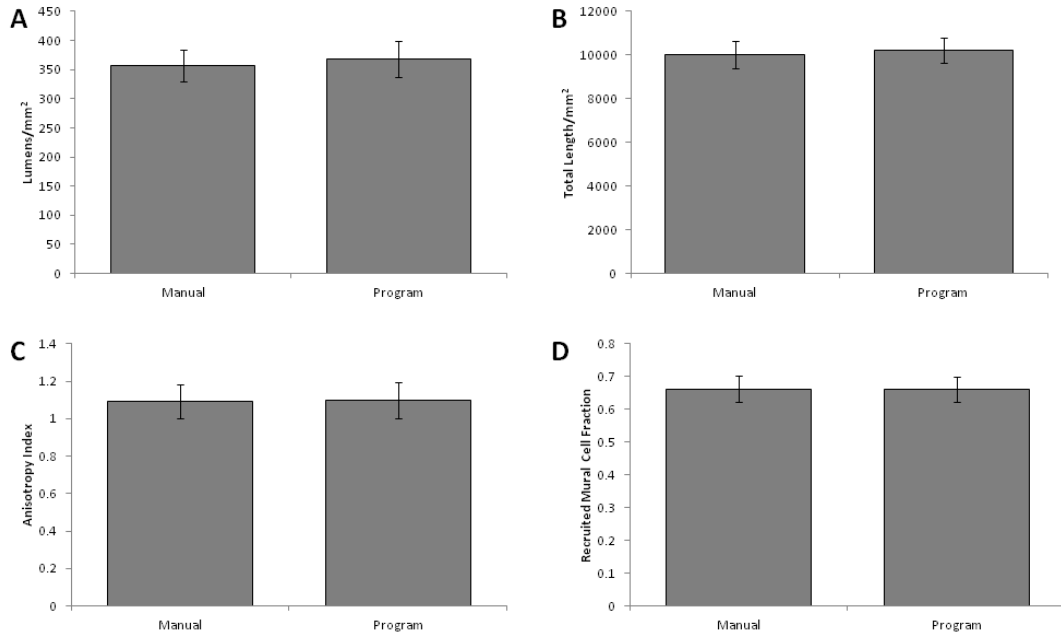 A
Lumens/mm²
450
400
350
300
250
200
150
100
50
0
Manual
Program
B
Total Length/mm²
12000
10000
8000
6000
4000
2000
0
Manual
Program
C
Anisotropy Index
1.4
1.2
1
0.8
0.6
0.4
0.2
0
Manual
Program
D
Recruited Mural Cell Fraction
0.8
0.7
0.6
0.5
0.4
0.3
0.2
0.1
0
Manual
Program